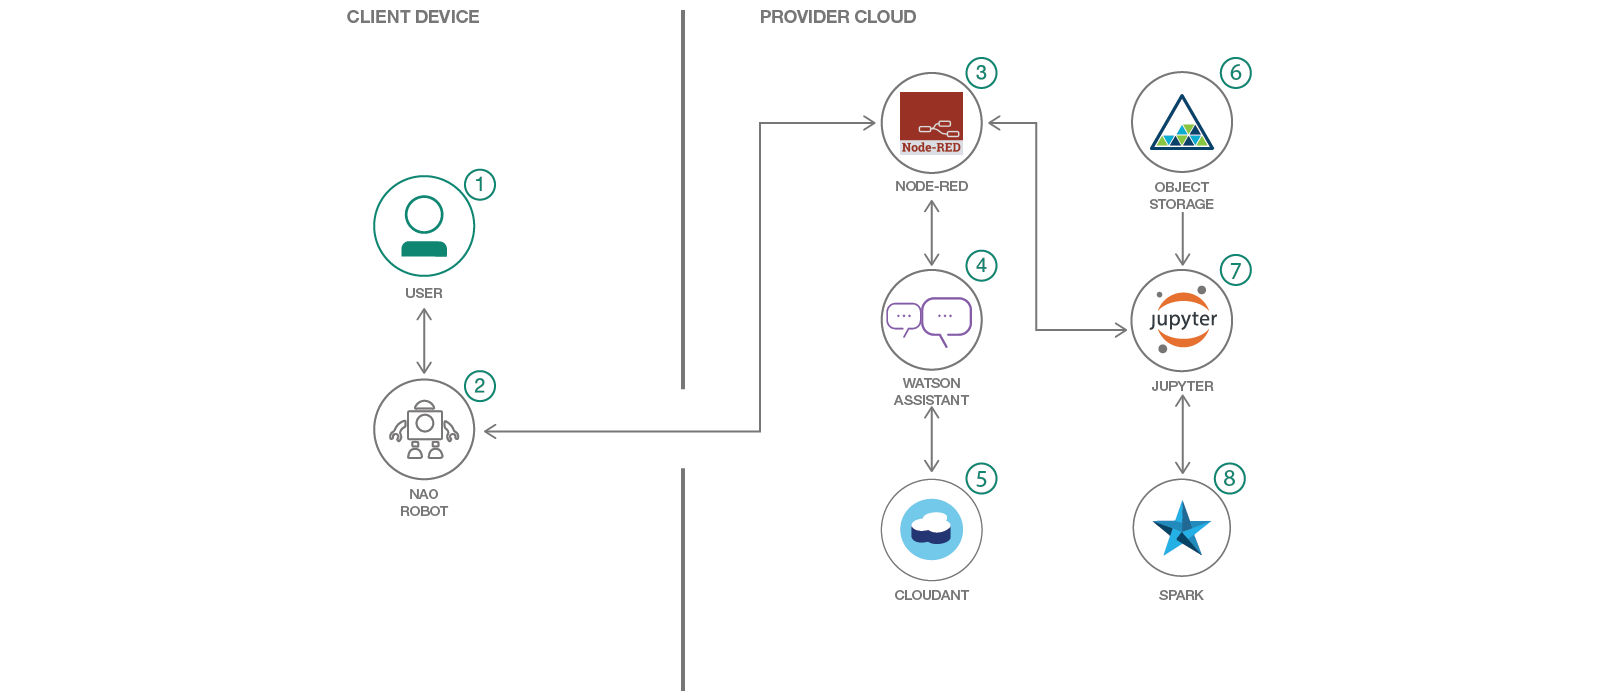 CLIENT DEVICE
PROVIDER CLOUD
1
USER
2
NAO
ROBOT
3
Node-RED
NODE-RED
4
WATSON
ASSISTANT
5
CLOUDANT
6
OBJECT
STORAGE
7
jupyter
JUPYTER
8
SPARK